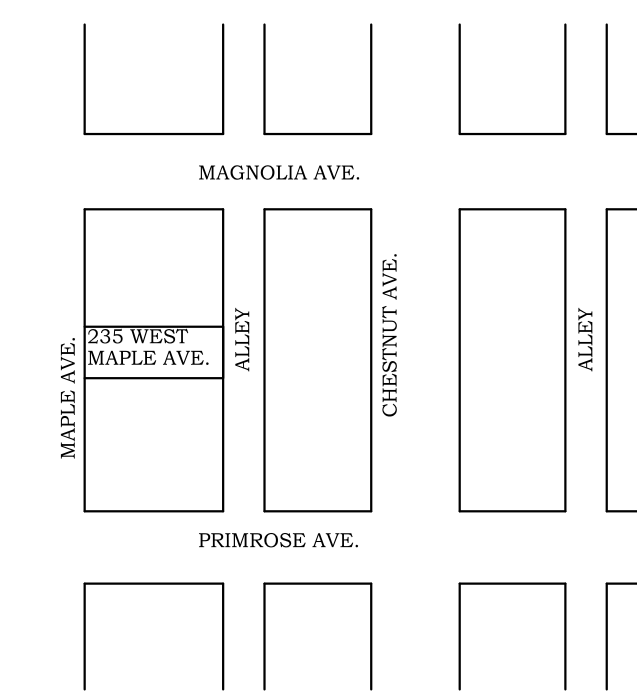 MAGNOLIA AVE.
235 WEST
MAPLE AVE.
MAPLE AVE.
ALLEY
CHESTNUT AVE.
ALLEY
PRIMROSE AVE.